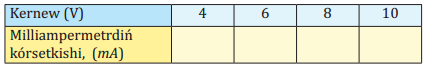 Kernew (V) 4 6 8 10
Milliampermetrdiń
kórsetkishi, (mA)